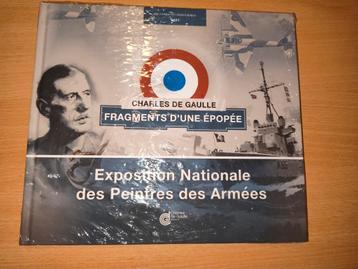 CHARLES DE GAULLE
FRAGMENTS D'UNE ÉPOPÉE
Exposition Nationale
des Peintres des Armées